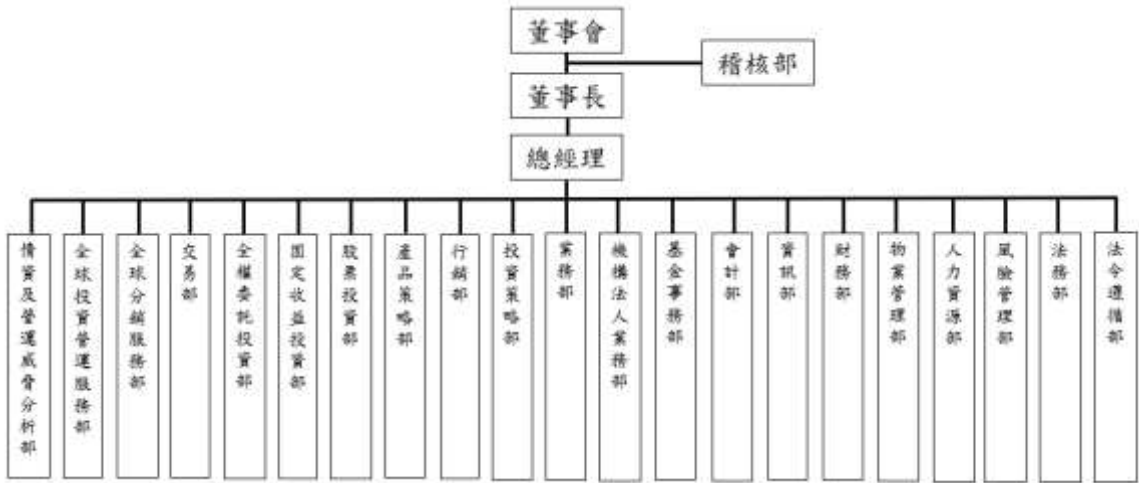 董事會
稽核部
董事長
總經理
情資及營運威脅分析部
全球投資營運服務部
全球分銷服務部
交易部
全權委託投資部
固定收益投資部
股票投資部
產品策略部
行銷部
投資策略部
業務部
機構法人業務部
基金事務部
會計部
資訊部
財務部
物業管理部
人力資源部
風險管理部
法務部
法令遵循部